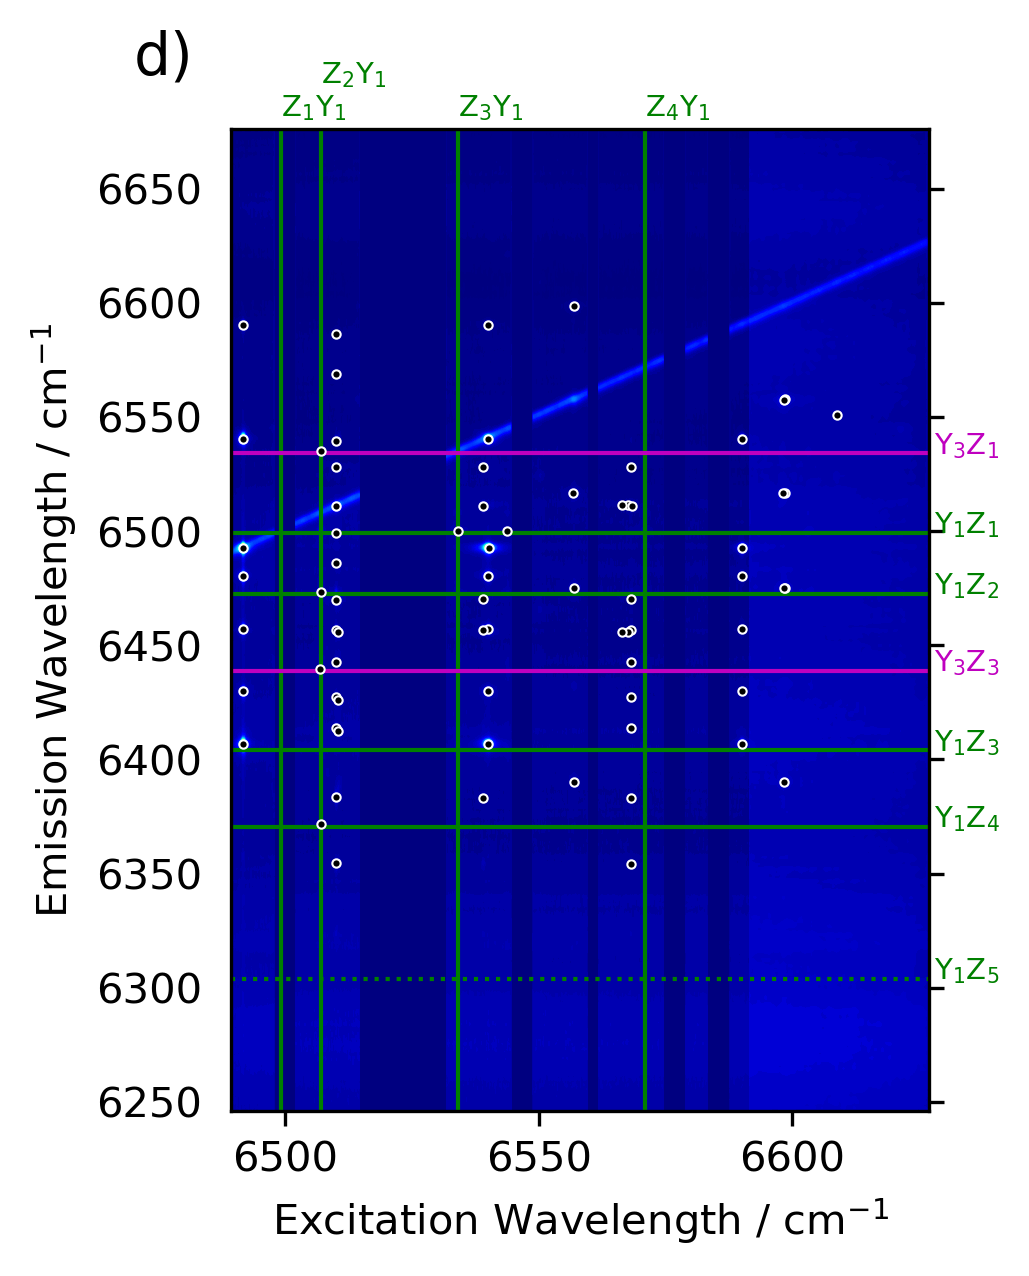 d)
Z₂Y₁
Z₁Y₁ Z₃Y₁ Z₄Y₁
6650
6600
6550
Y₃Z₁
6500
Y₁Z₁
Y₁Z₂
6450
Y₃Z₃
6400
Y₁Z₃
Y₁Z₄
6350
6300
Y₁Z₅
6250
Emission Wavelength / cm⁻¹
6500 6550 6600
Excitation Wavelength / cm⁻¹